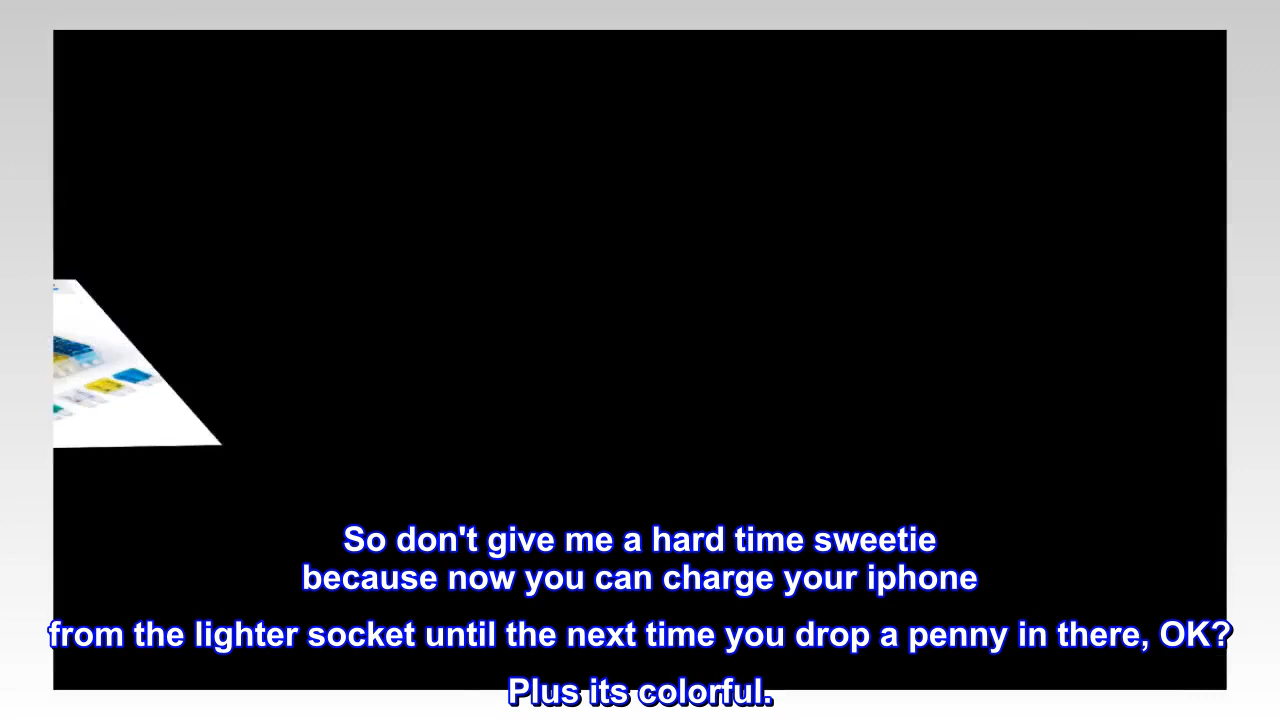 So don't give me a hard time sweetie
because now you can charge your iphone
from the lighter socket until the next time you drop a penny in there, OK?
Plus its colorful.